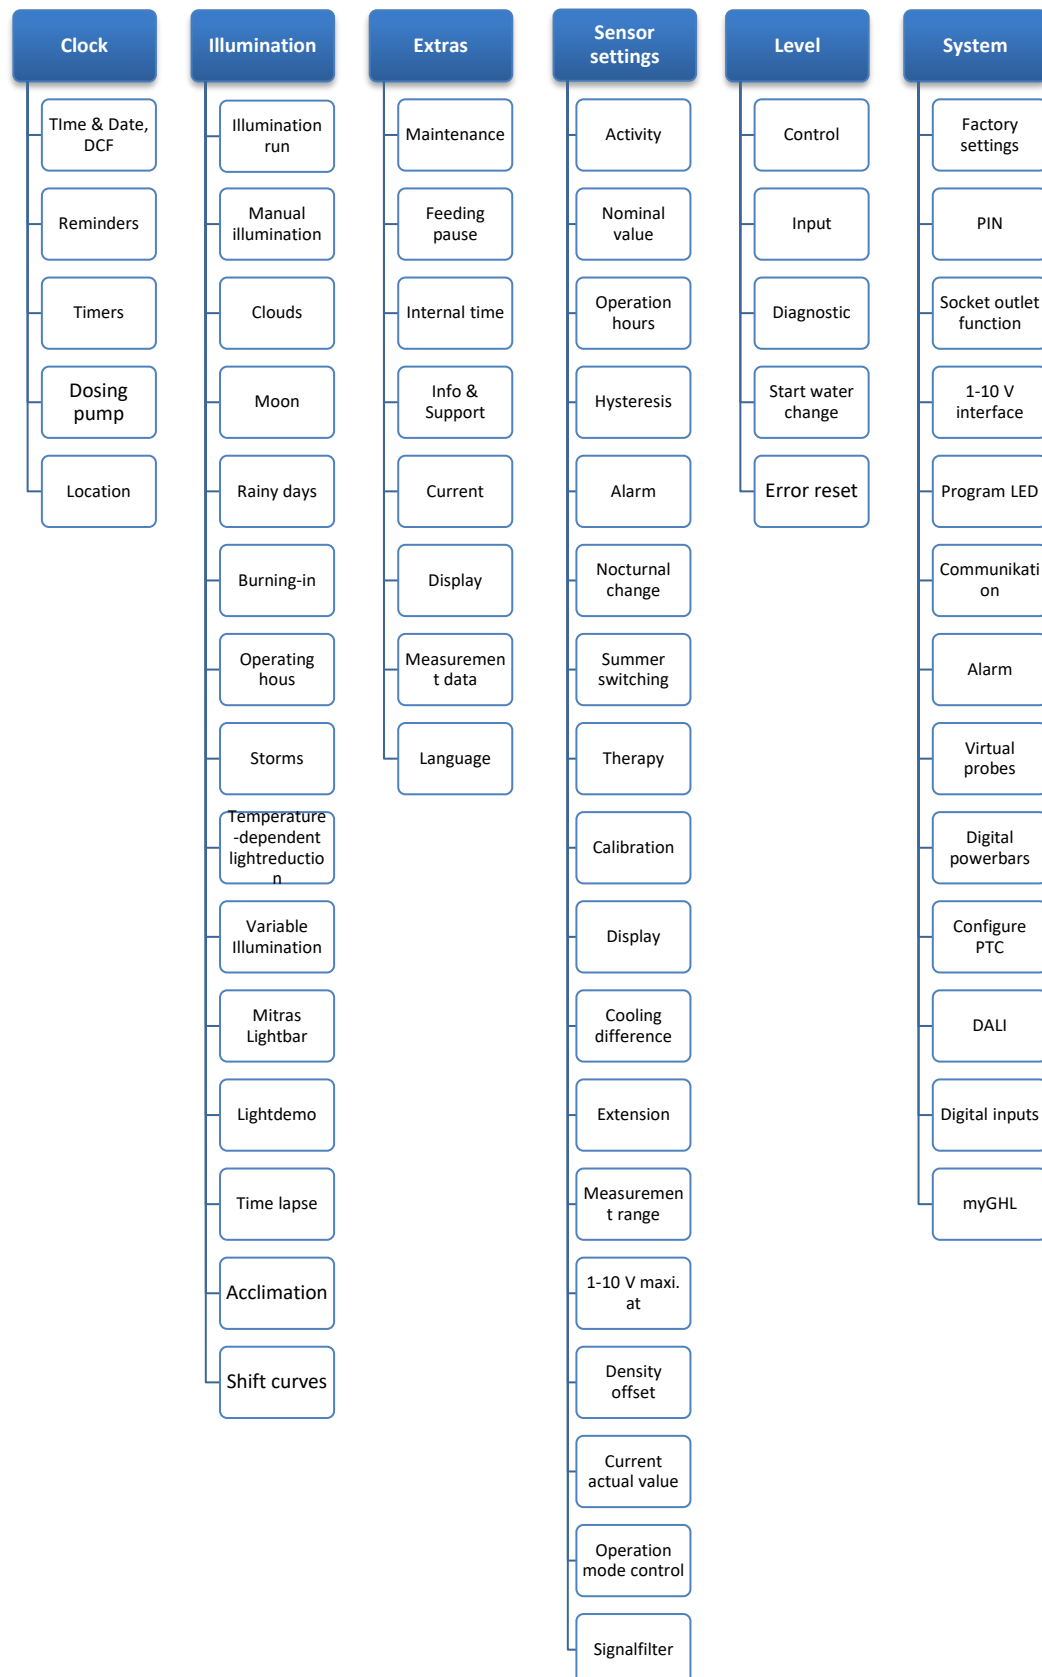 Clock
TIme & Date,
DCF
Reminders
Timers
Dosing
pump
Location
Illumination
Illumination
run
Manual
illumination
Clouds
Moon
Rainy days
Burning-in
Operating
hous
Storms
Temperature
-dependent
lightreductio
n
Variable
Illumination
Mitras
Lightbar
Lightdemo
Time lapse
Acclimation
Shift curves
Extras
Maintenance
Feeding
pause
Internal time
Info &
Support
Current
Display
Measuremen
t data
Language
Sensor
settings
Activity
Nominal
value
Operation
hours
Hysteresis
Alarm
Nocturnal
change
Summer
switching
Therapy
Calibration
Display
Cooling
difference
Extension
Measuremen
t range
1-10 V maxi.
at
Density
offset
Current
actual value
Operation
mode control
Signalfilter
Level
Control
Input
Diagnostic
Start water
change
Error reset
System
Factory
settings
PIN
Socket outlet
function
1-10 V
interface
Program LED
Communikati
on
Alarm
Virtual
probes
Digital
powerbars
Configure
PTC
DALI
Digital inputs
myGHL